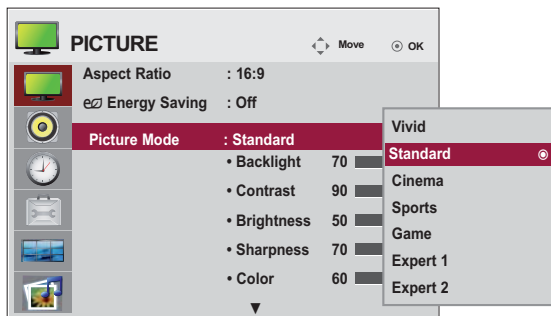 PICTURE
Move
OK
Aspect Ratio : 16:9
Energy Saving : Off
Picture Mode : Standard
• Backlight 70
• Contrast 90
• Brightness 50
• Sharpness 70
• Color 60
▼
Vivid
Standard
Cinema
Sports
Game
Expert 1
Expert 2